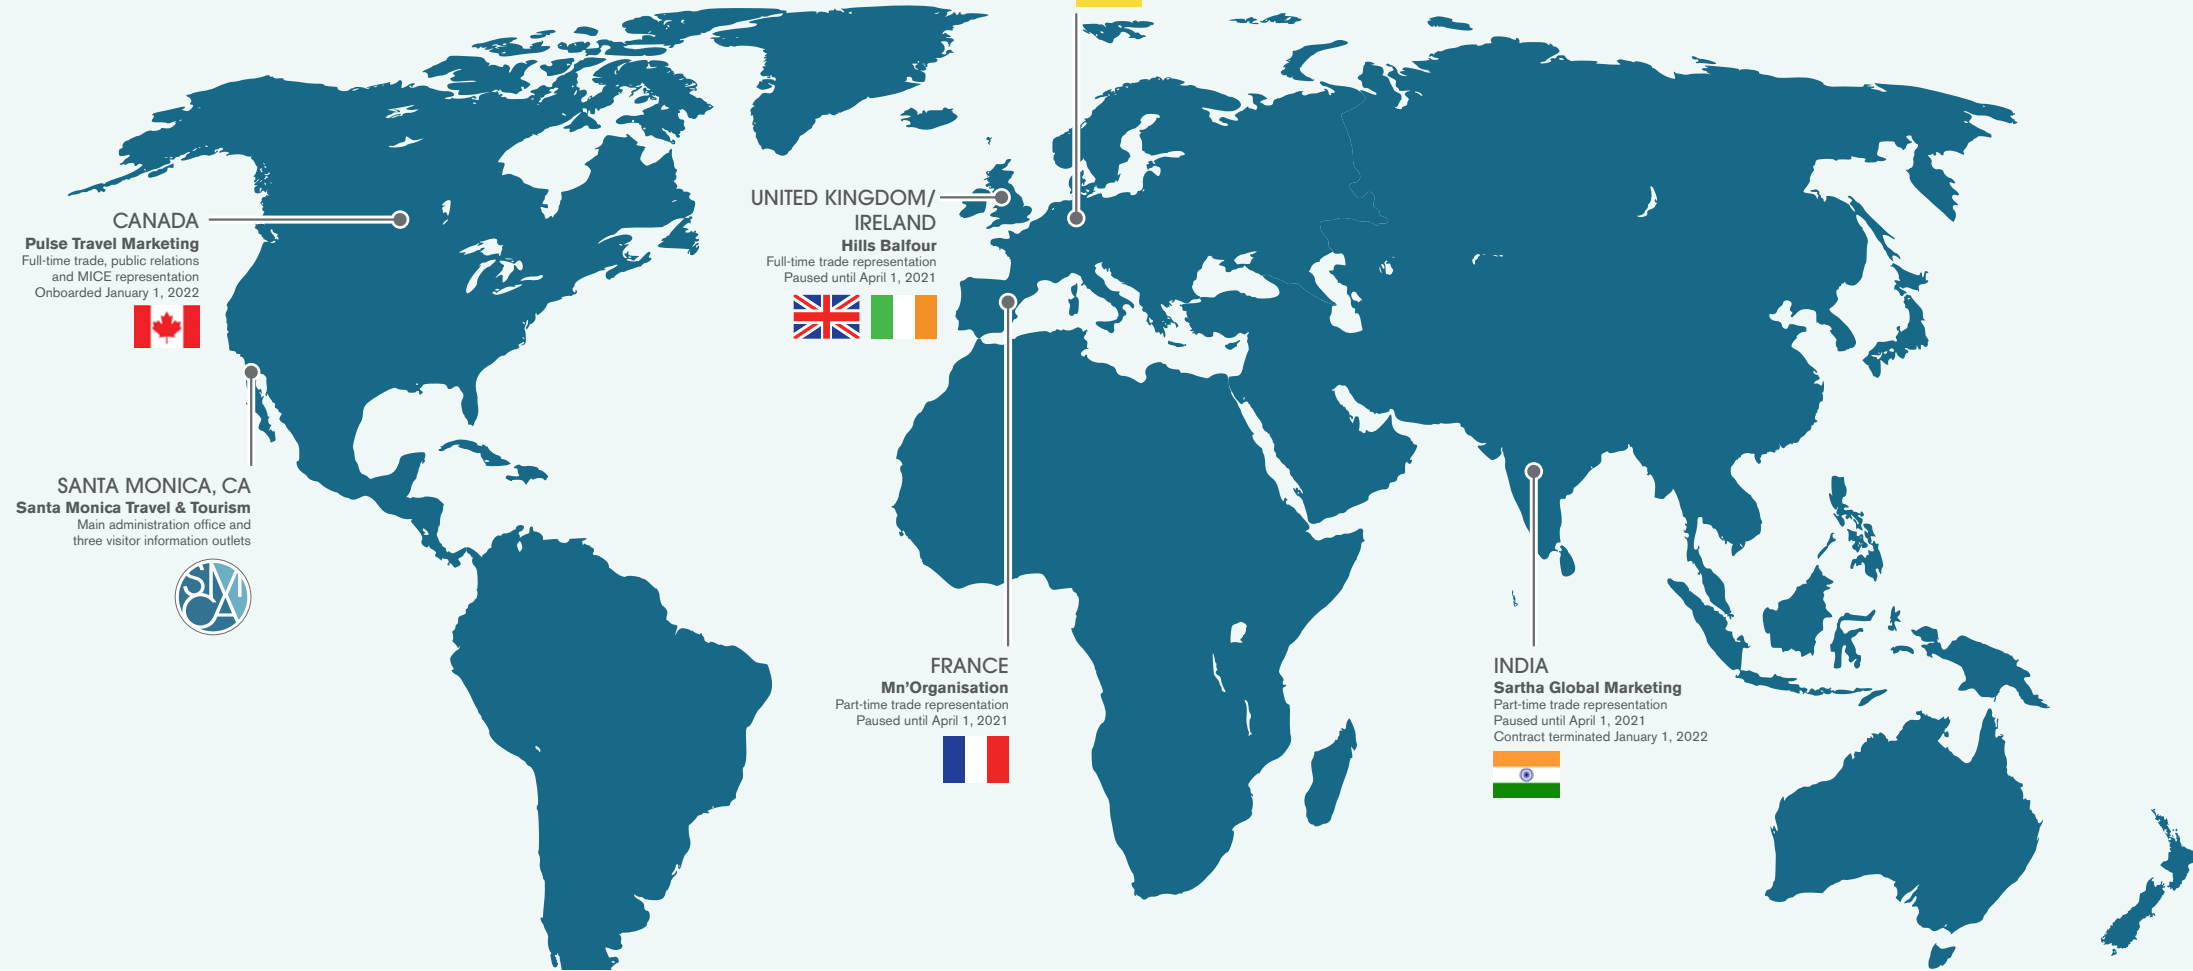 CANADA
Pulse Travel Marketing
Full-time trade, public relations
and MICE representation
Onboarded January 1, 2022
SANTA MONICA, CA
Santa Monica Travel & Tourism
Main administration office and
three visitor information outlets
SM
CA
UNITED KINGDOM/
IRELAND
Hills Balfour
Full-time trade representation
Paused until April 1, 2021
FRANCE
Mn’Organisation
Part-time trade representation
Paused until April 1, 2021
INDIA
Sartha Global Marketing
Part-time trade representation
Paused until April 1, 2021
Contract terminated January 1, 2022